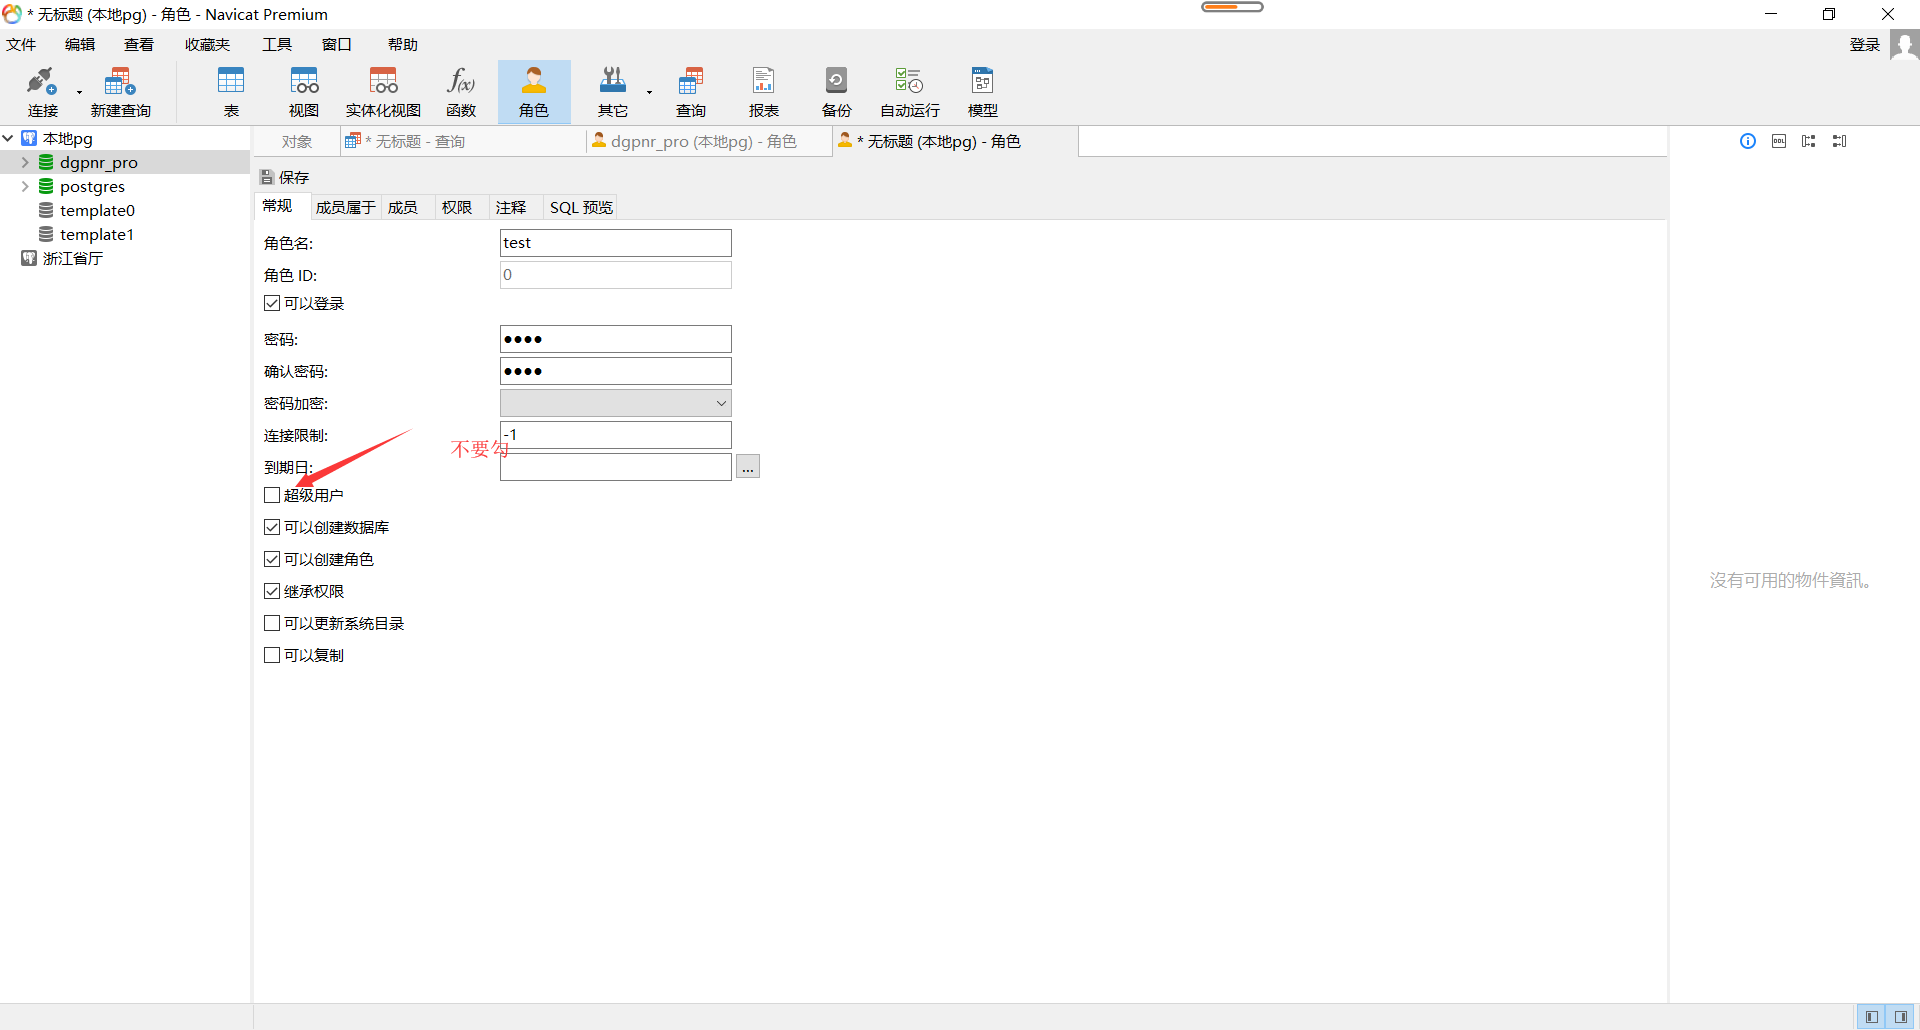 * 无标题 (本地pg) - 角色 - Navicat Premium
文件 编辑 查看 收藏夹 工具 窗口 帮助 登录
连接 新建查询 表 视图 实体化视图 函数 角色 其它 查询 报表 备份 自动运行 模型
本地pg
dgpnr_pro
postgres
template0
template1
浙江省厅
对象 * 无标题 - 查询 dgpnr_pro (本地pg) - 角色 * 无标题 (本地pg) - 角色
保存
常规 成员属于 成员 权限 注释 SQL 预览
角色名: test
角色 ID: 0
可以登录
密码: ●●●●
确认密码: ●●●●
密码加密:
连接限制: -1
不要勾
到期日: ...
超级用户
可以创建数据库
可以创建角色
继承权限
可以更新系统目录
可以复制
沒有可用的物件資訊。